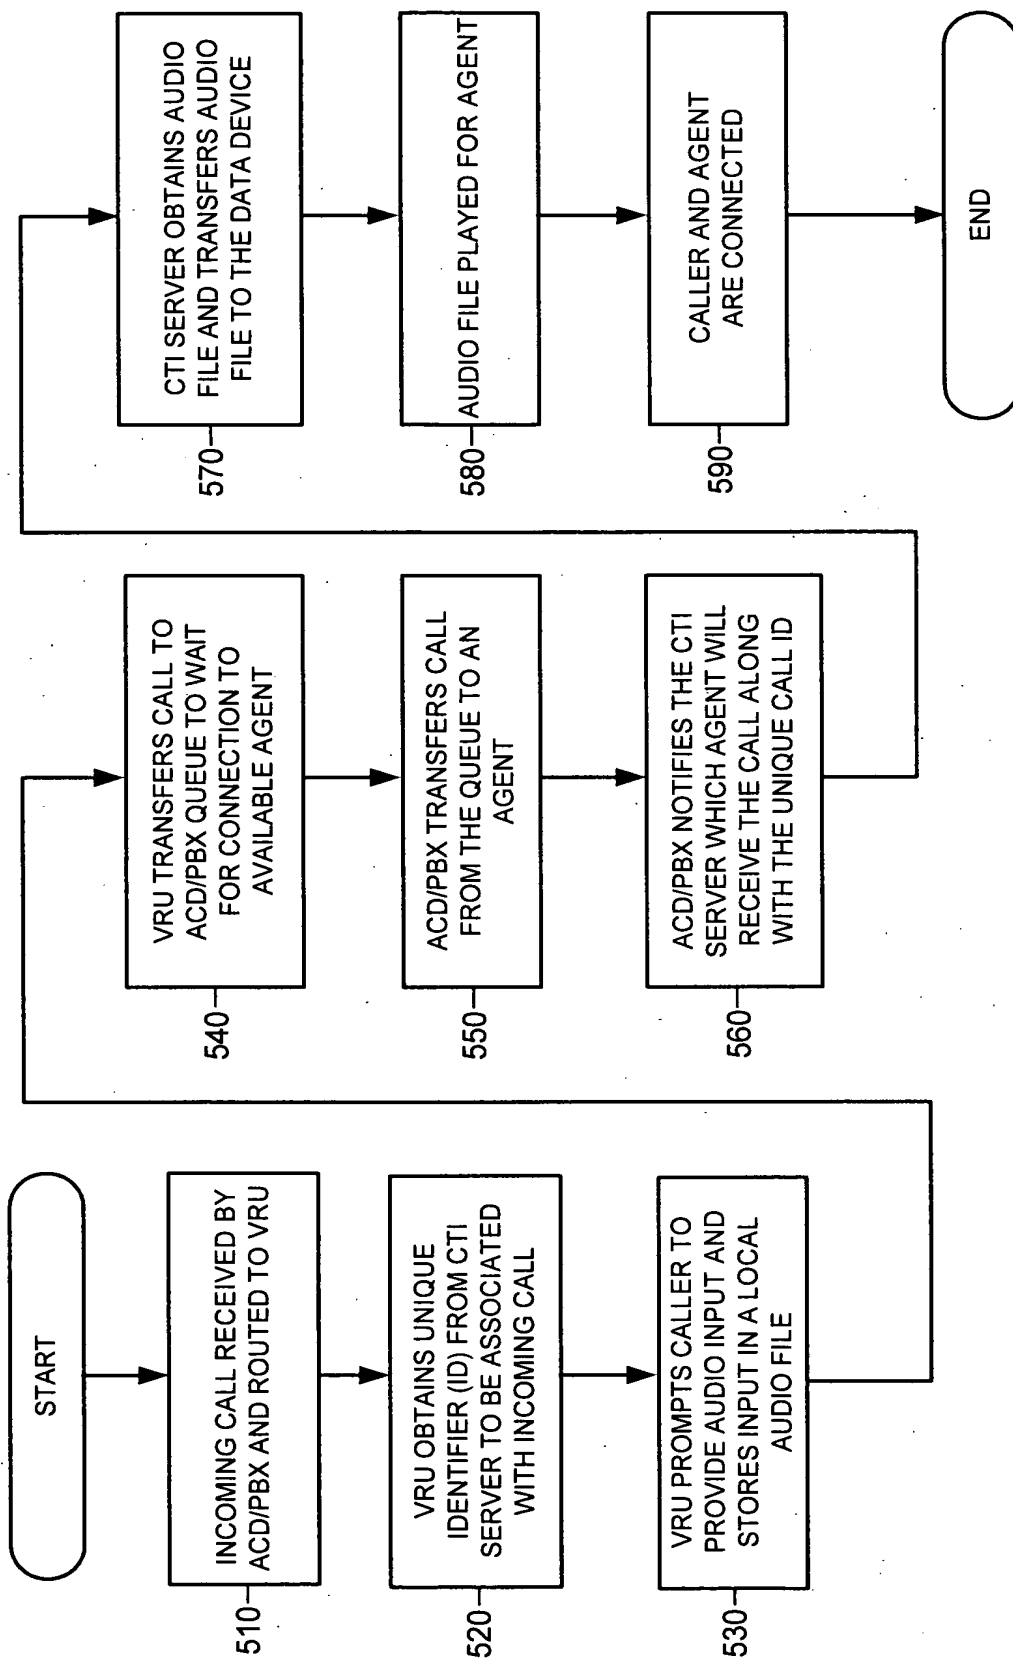 START
INCOMING CALL RECEIVED BY
ACD/PBX AND ROUTED TO VRU
510
VRU OBTAINS UNIQUE
IDENTIFIER (ID) FROM CTI
SERVER TO BE ASSOCIATED
WITH INCOMING CALL
520
VRU PROMPTS CALLER TO
PROVIDE AUDIO INPUT AND
STORES INPUT IN A LOCAL
AUDIO FILE
530
VRU TRANSFERS CALL TO
ACD/PBX QUEUE TO WAIT
FOR CONNECTION TO
AVAILABLE AGENT
540
ACD/PBX TRANSFERS CALL
FROM THE QUEUE TO AN
AGENT
550
ACD/PBX NOTIFIES THE CTI
SERVER WHICH AGENT WILL
RECEIVE THE CALL ALONG
WITH THE UNIQUE CALL ID
560
CTI SERVER OBTAINS AUDIO
FILE AND TRANSFERS AUDIO
FILE TO THE DATA DEVICE
570
AUDIO FILE PLAYED FOR AGENT
580
CALLER AND AGENT
ARE CONNECTED
590
END